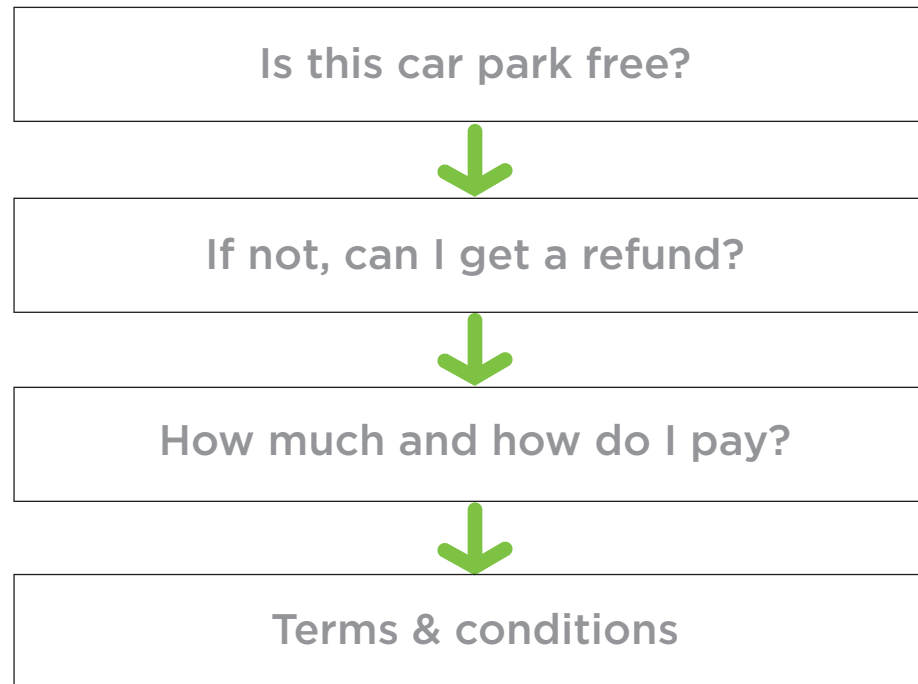 Is this car park free?
If not, can I get a refund?
How much and how do I pay?
Terms & conditions